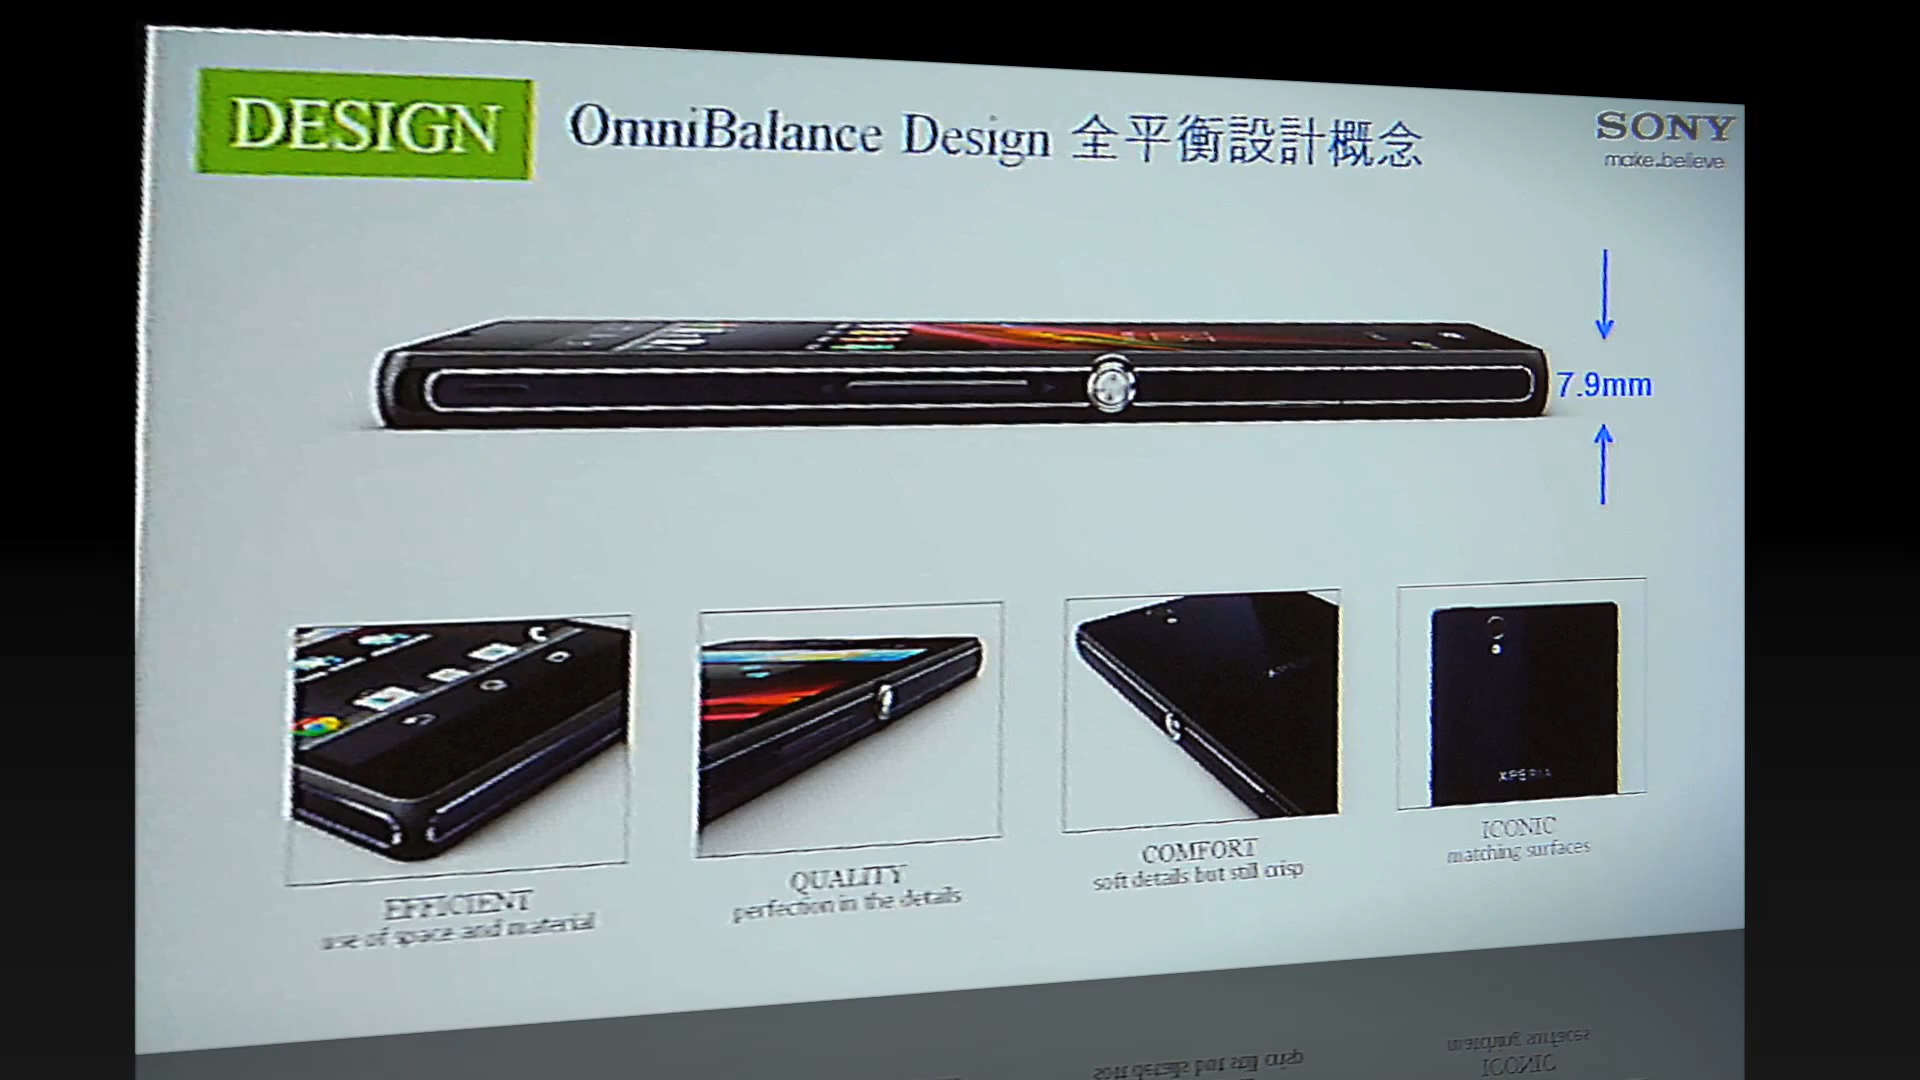 DESIGN
OmniBalance Design 全平衡設計概念
SONY
make.believe
7.9mm
XPERIA
EFFICIENT
use of space and material
QUALITY
perfection in the details
COMFORT
soft details but still crisp
ICONIC
matching surfaces